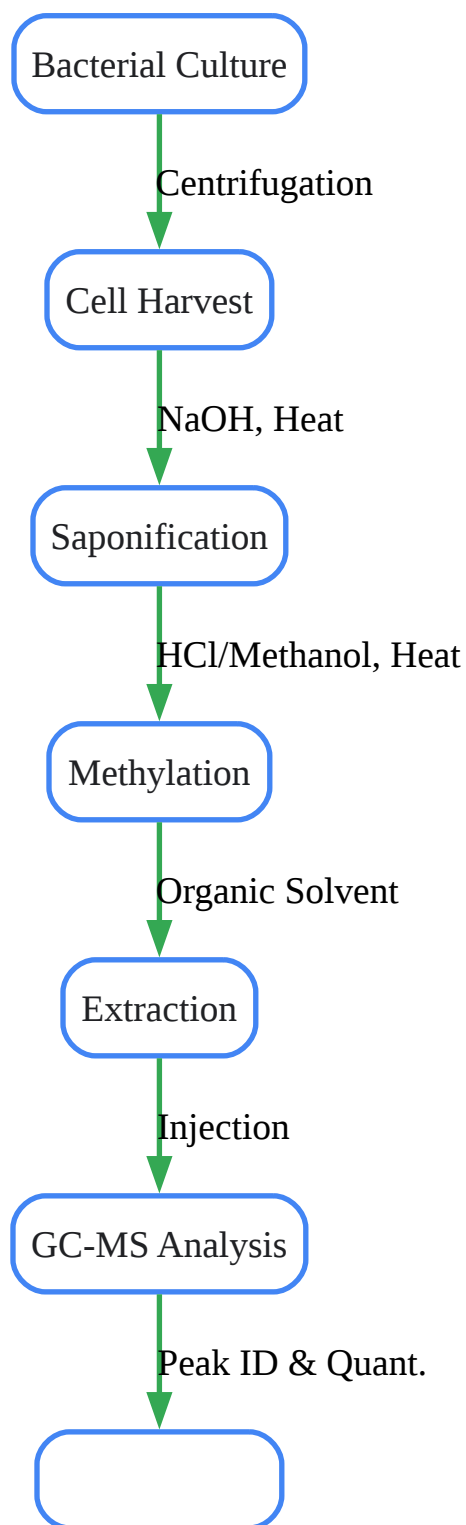 Bacterial Culture
Centrifugation
Cell Harvest
NaOH, Heat
Saponification
HCl/Methanol, Heat
Methylation
Organic Solvent
Extraction
Injection
GC-MS Analysis
Peak ID & Quant.